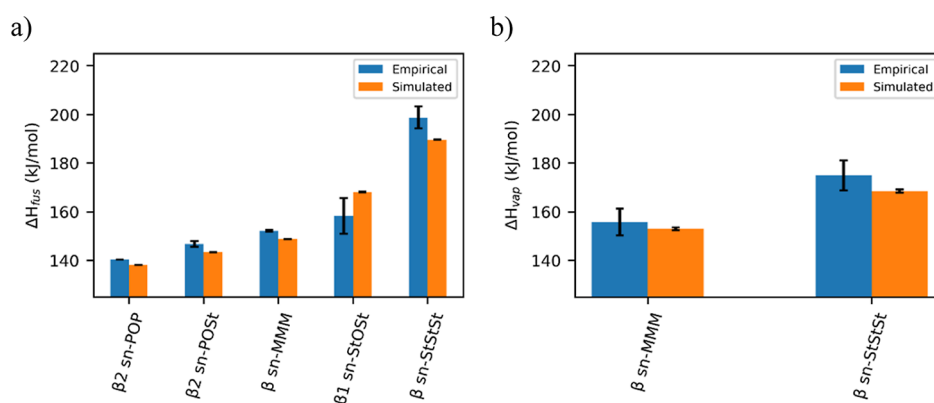 a)
220
200
180
160
140
ΔHfus (kJ/mol)
Empirical
Simulated
β2 sn-POP
β2 sn-POSt
β sn-MMM
β1 sn-StOSt
β sn-StStSt
b)
220
200
180
160
140
ΔHvap (kJ/mol)
Empirical
Simulated
β sn-MMM
β sn-StStSt